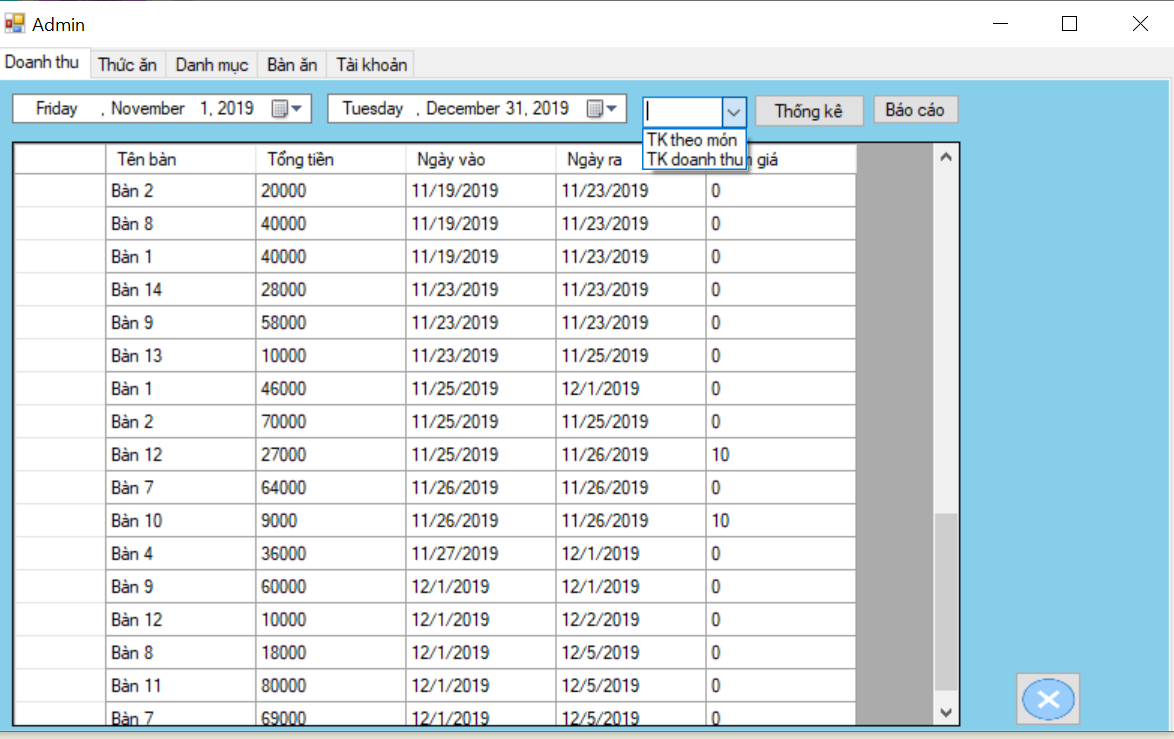 Admin
Doanh thu Thức ăn Danh mục Bàn ăn Tài khoản
Friday , November 1, 2019 Tuesday , December 31, 2019 Thống kê Báo cáo
TK theo món
TK doanh thu
Tên bàn Tổng tiền Ngày vào Ngày ra giá
Bàn 2 20000 11/19/2019 11/23/2019 0
Bàn 8 40000 11/19/2019 11/23/2019 0
Bàn 1 40000 11/19/2019 11/23/2019 0
Bàn 14 28000 11/23/2019 11/23/2019 0
Bàn 9 58000 11/23/2019 11/23/2019 0
Bàn 13 10000 11/23/2019 11/25/2019 0
Bàn 1 46000 11/25/2019 12/1/2019 0
Bàn 2 70000 11/25/2019 11/25/2019 0
Bàn 12 27000 11/25/2019 11/26/2019 10
Bàn 7 64000 11/26/2019 11/26/2019 0
Bàn 10 9000 11/26/2019 11/26/2019 10
Bàn 4 36000 11/27/2019 12/1/2019 0
Bàn 9 60000 12/1/2019 12/1/2019 0
Bàn 12 10000 12/1/2019 12/2/2019 0
Bàn 8 18000 12/1/2019 12/5/2019 0
Bàn 11 80000 12/1/2019 12/5/2019 0
Bàn 7 69000 12/1/2019 12/5/2019 0